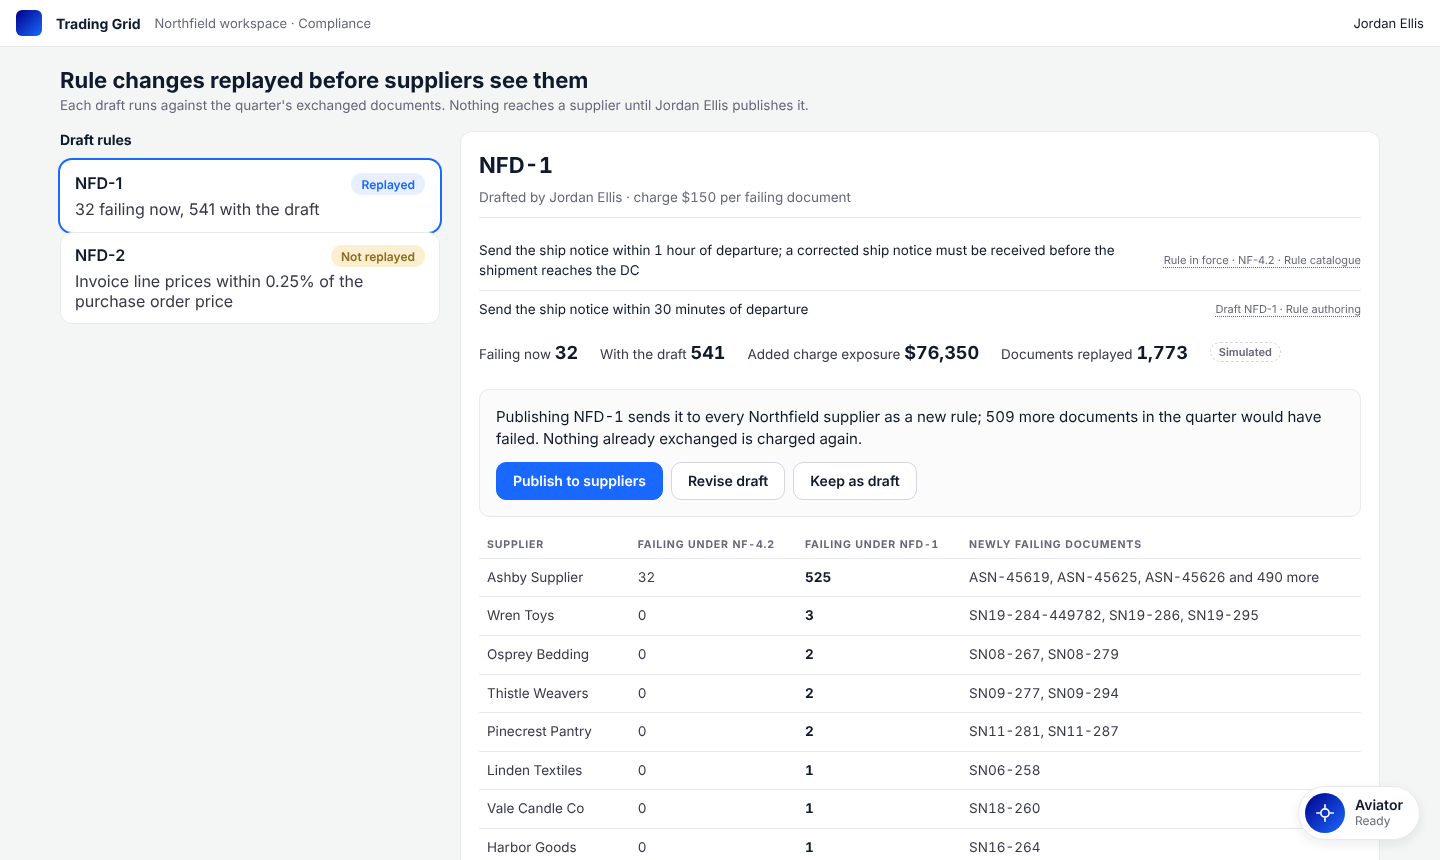 Trading Grid Northfield workspace · Compliance
Jordan Ellis
Rule changes replayed before suppliers see them
Each draft runs against the quarter's exchanged documents. Nothing reaches a supplier until Jordan Ellis publishes it.
Draft rules
NFD-1 Replayed
32 failing now, 541 with the draft
NFD-2 Not replayed
Invoice line prices within 0.25% of the
purchase order price
NFD-1
Drafted by Jordan Ellis · charge $150 per failing document
Send the ship notice within 1 hour of departure; a corrected ship notice must be received before the
shipment reaches the DC
Rule in force · NF-4.2 · Rule catalogue
Send the ship notice within 30 minutes of departure
Draft NFD-1 · Rule authoring
Failing now 32 With the draft 541 Added charge exposure $76,350 Documents replayed 1,773 Simulated
Publishing NFD-1 sends it to every Northfield supplier as a new rule; 509 more documents in the quarter would have
failed. Nothing already exchanged is charged again.
Publish to suppliers Revise draft Keep as draft
SUPPLIER FAILING UNDER NF-4.2 FAILING UNDER NFD-1 NEWLY FAILING DOCUMENTS
Ashby Supplier 32 525 ASN-45619, ASN-45625, ASN-45626 and 490 more
Wren Toys 0 3 SN19-284-449782, SN19-286, SN19-295
Osprey Bedding 0 2 SN08-267, SN08-279
Thistle Weavers 0 2 SN09-277, SN09-294
Pinecrest Pantry 0 2 SN11-281, SN11-287
Linden Textiles 0 1 SN06-258
Vale Candle Co 0 1 SN18-260
Harbor Goods 0 1 SN16-264
Aviator
Ready